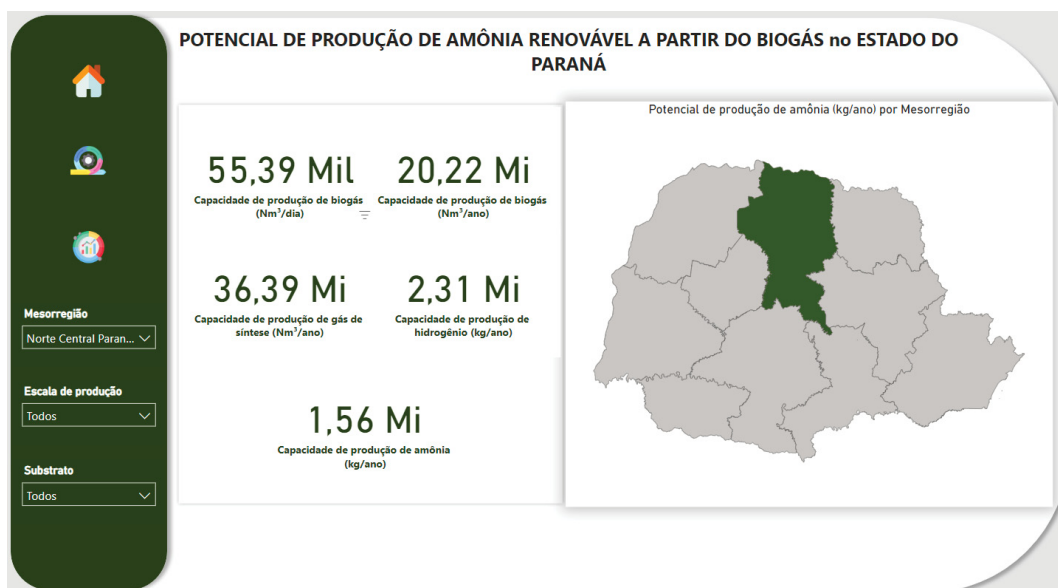 POTENCIAL DE PRODUÇÃO DE AMÔNIA RENOVÁVEL A PARTIR DO BIOGÁS no ESTADO DO
PARANÁ
Mesorregião
Norte Central Paran...
Escala de produção
Todos
Substrato
Todos
55,39 Mil
Capacidade de produção de biogás
(Nm³/dia)
20,22 Mi
Capacidade de produção de biogás
(Nm³/ano)
36,39 Mi
Capacidade de produção de gás de
síntese (Nm³/ano)
2,31 Mi
Capacidade de produção de
hidrogênio (kg/ano)
1,56 Mi
Capacidade de produção de amônia
(kg/ano)
Potencial de produção de amônia (kg/ano) por Mesorregião